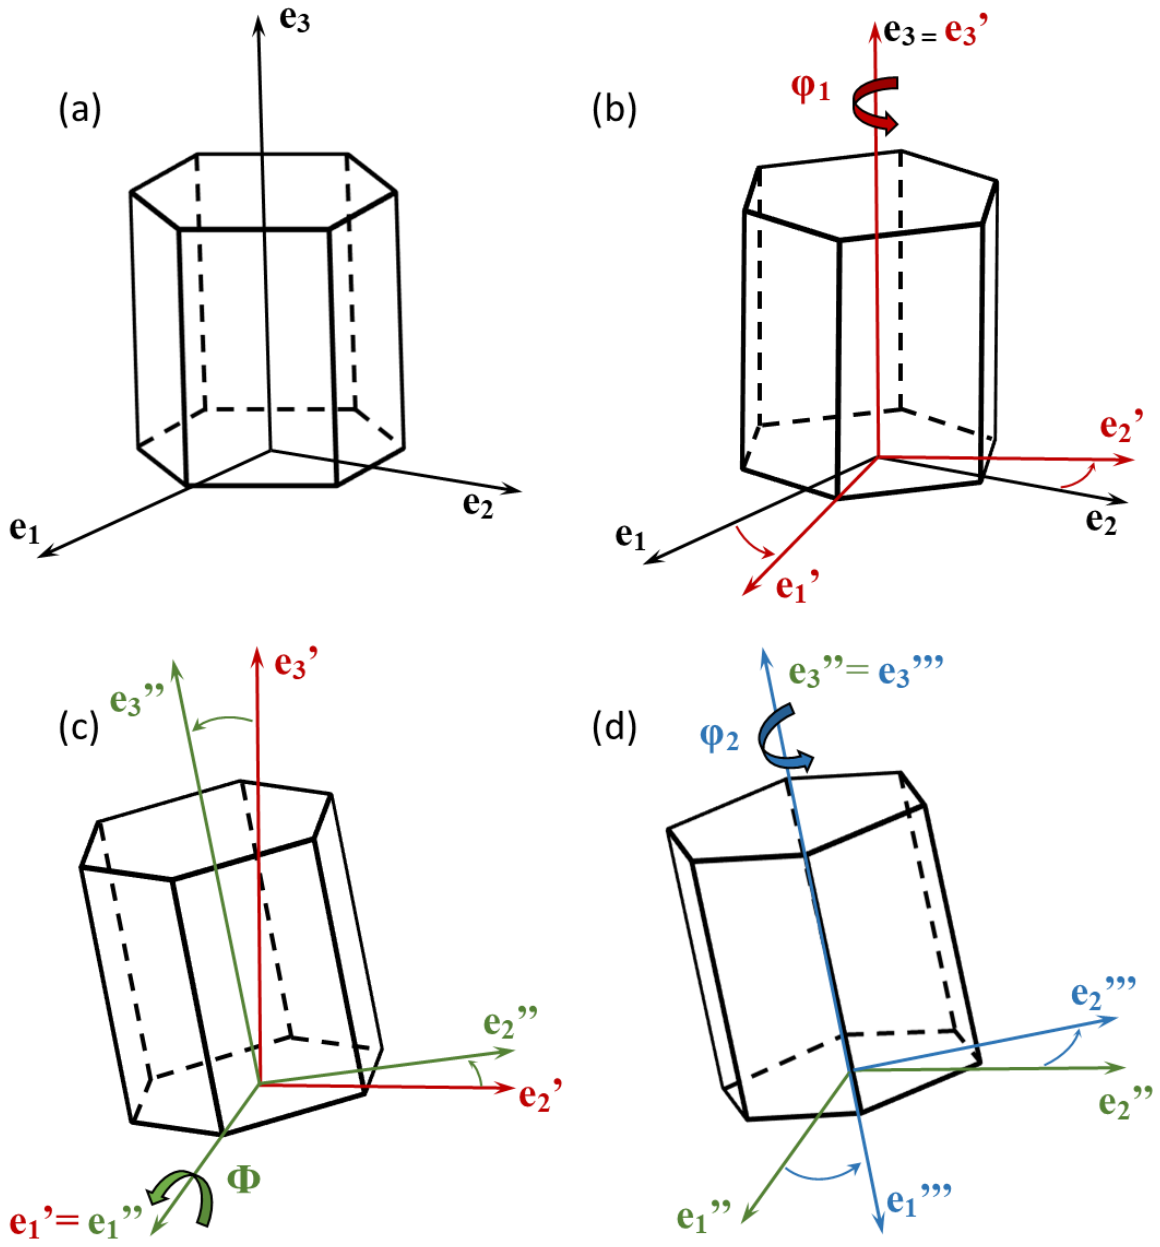 (a)
e3
e1
e2
(b)
e3 = e3’
φ1
e2’
e2
e1
e1’
(c)
e3’’
e3’
e2’’
e2’
Φ
e1’= e1’’
(d)
e3’’= e3’’’
φ2
e2’’’
e2’’
e1’’
e1’’’